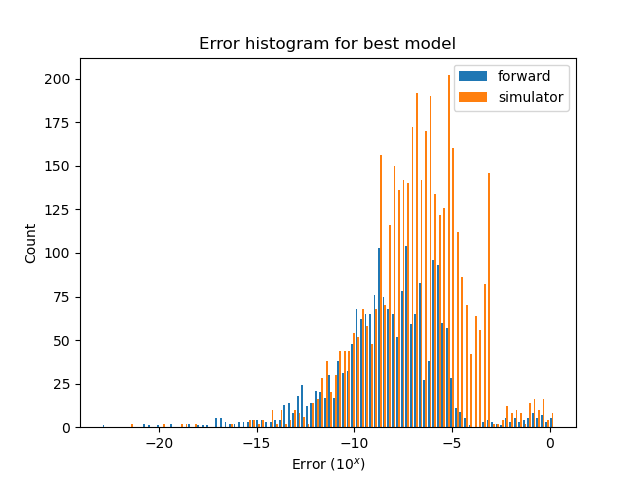 Error histogram for best model
forward
simulator
200
175
150
125
100
75
50
25
0
Count
−20 −15 −10 −5 0
Error (10^x)